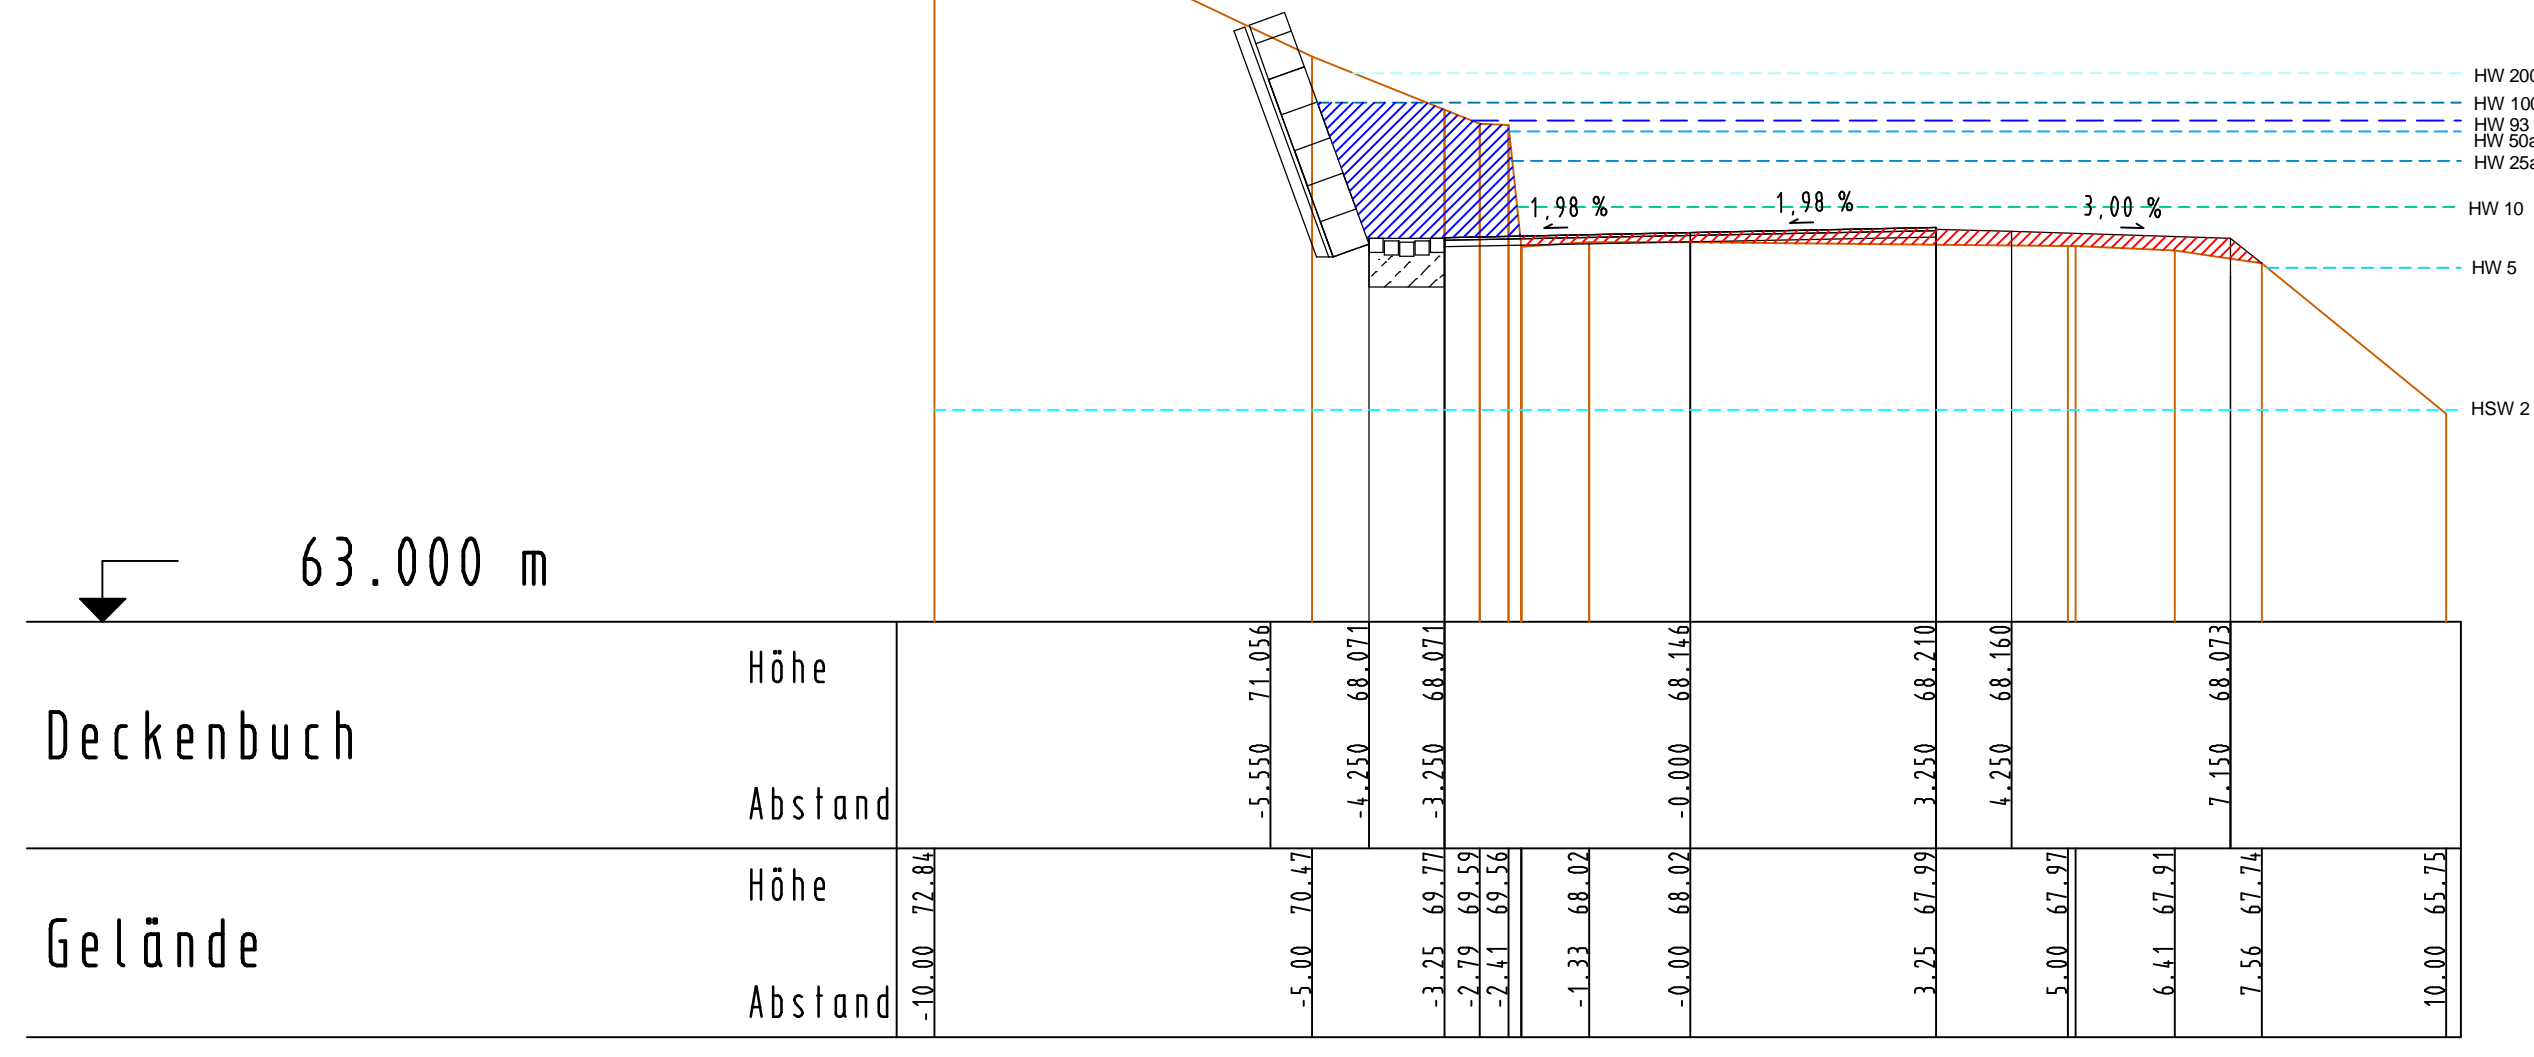 HW 200
HW 100
HW 93
HW 50a
HW 25a
1,98 %
1,98 %
3,00 %
HW 10
HW 5
HSW 2
63.000 m
Deckenbuch
Höhe
71.056
68.071
68.071
68.146
68.210
68.160
68.073
Abstand
-5.550
-4.250
-3.250
-0.000
3.250
4.250
7.150
Gelände
Höhe
72.84
70.47
69.77
69.59
69.56
68.02
68.02
67.99
67.97
67.91
67.74
65.75
Abstand
-10.00
-5.00
-3.25
-2.79
-2.41
-1.33
-0.00
3.25
5.00
6.41
7.56
10.00